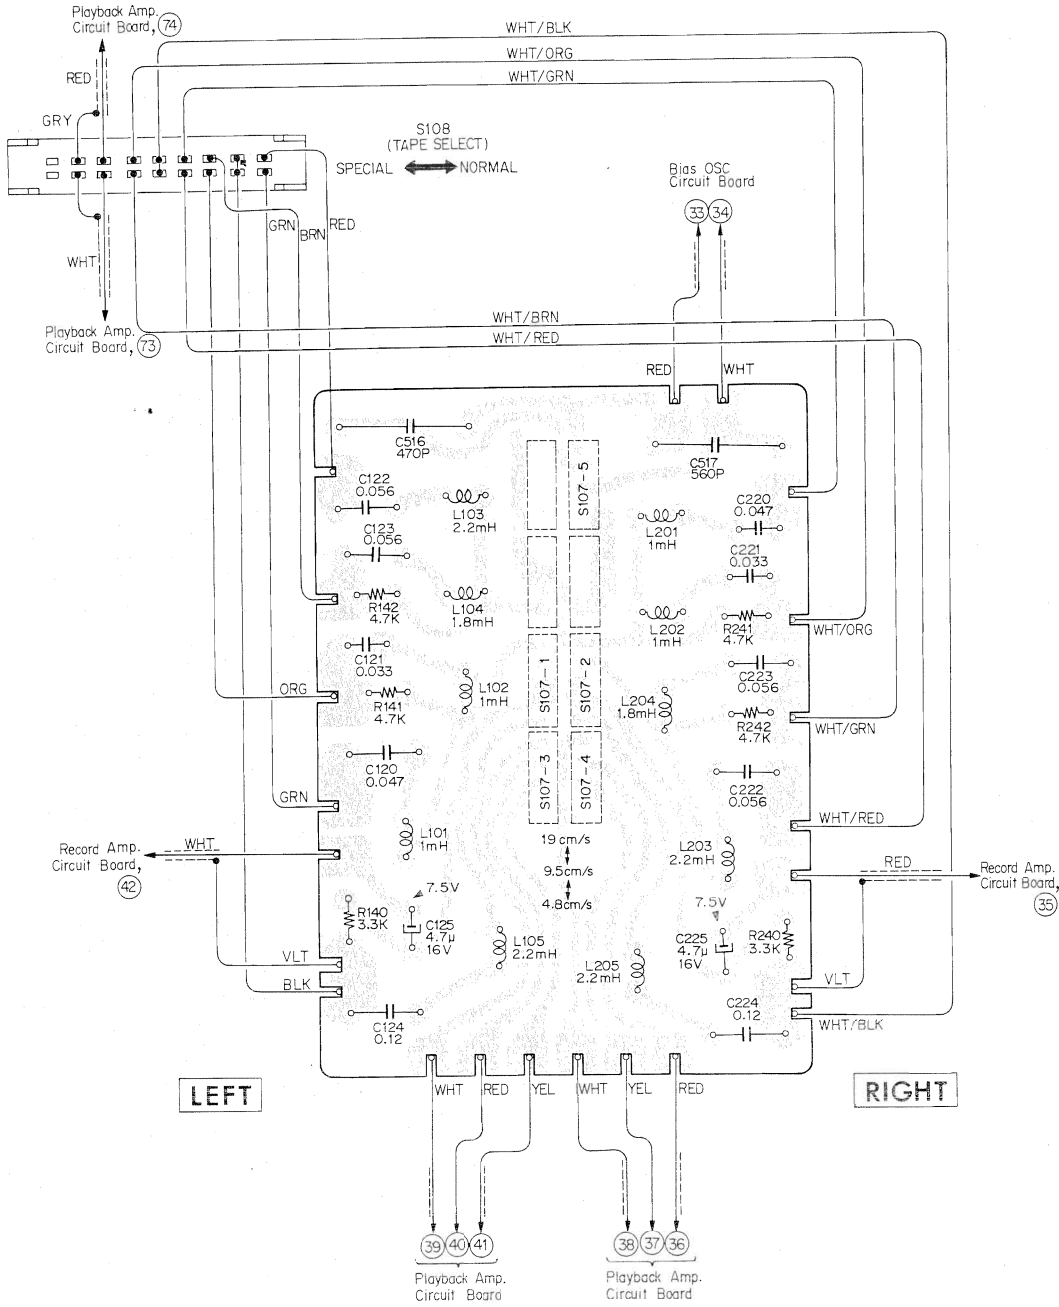 Playback Amp.
Circuit Board, 74
WHT/BLK
WHT/ORG
WHT/GRN
RED
GRY
S108
(TAPE SELECT)
SPECIAL NORMAL
Bias OSC
Circuit Board
33 34
GRN
BRN
RED
WHT
Playback Amp.
Circuit Board, 73
WHT/BRN
WHT/RED
RED
WHT
C516
470P
C517
560P
S107-5
C122
0.056
L103
2.2mH
C220
0.047
L201
1mH
C123
0.056
C221
0.033
R142
4.7K
L104
1.8mH
L202
1mH
R241
4.7K
WHT/ORG
C121
0.033
C223
0.056
S107-1
S107-2
ORG
R141
4.7K
L102
1mH
L204
1.8mH
R242
4.7K
WHT/GRN
C120
0.047
S107-3
S107-4
C222
0.056
GRN
WHT/RED
L101
1mH
19cm/s
9.5cm/s
4.8cm/s
L203
2.2mH
Record Amp.
Circuit Board,
42
WHT
RED
Record Amp.
Circuit Board,
35
7.5V
7.5V
R140
3.3K
C125
4.7μ
16V
L105
2.2mH
L205
2.2mH
C225
4.7μ
16V
R240
3.3K
VLT
VLT
BLK
C124
0.12
C224
0.12
WHT/BLK
WHT RED YEL WHT YEL RED
LEFT
RIGHT
39 40 41
38 37 36
Playback Amp.
Circuit Board
Playback Amp.
Circuit Board